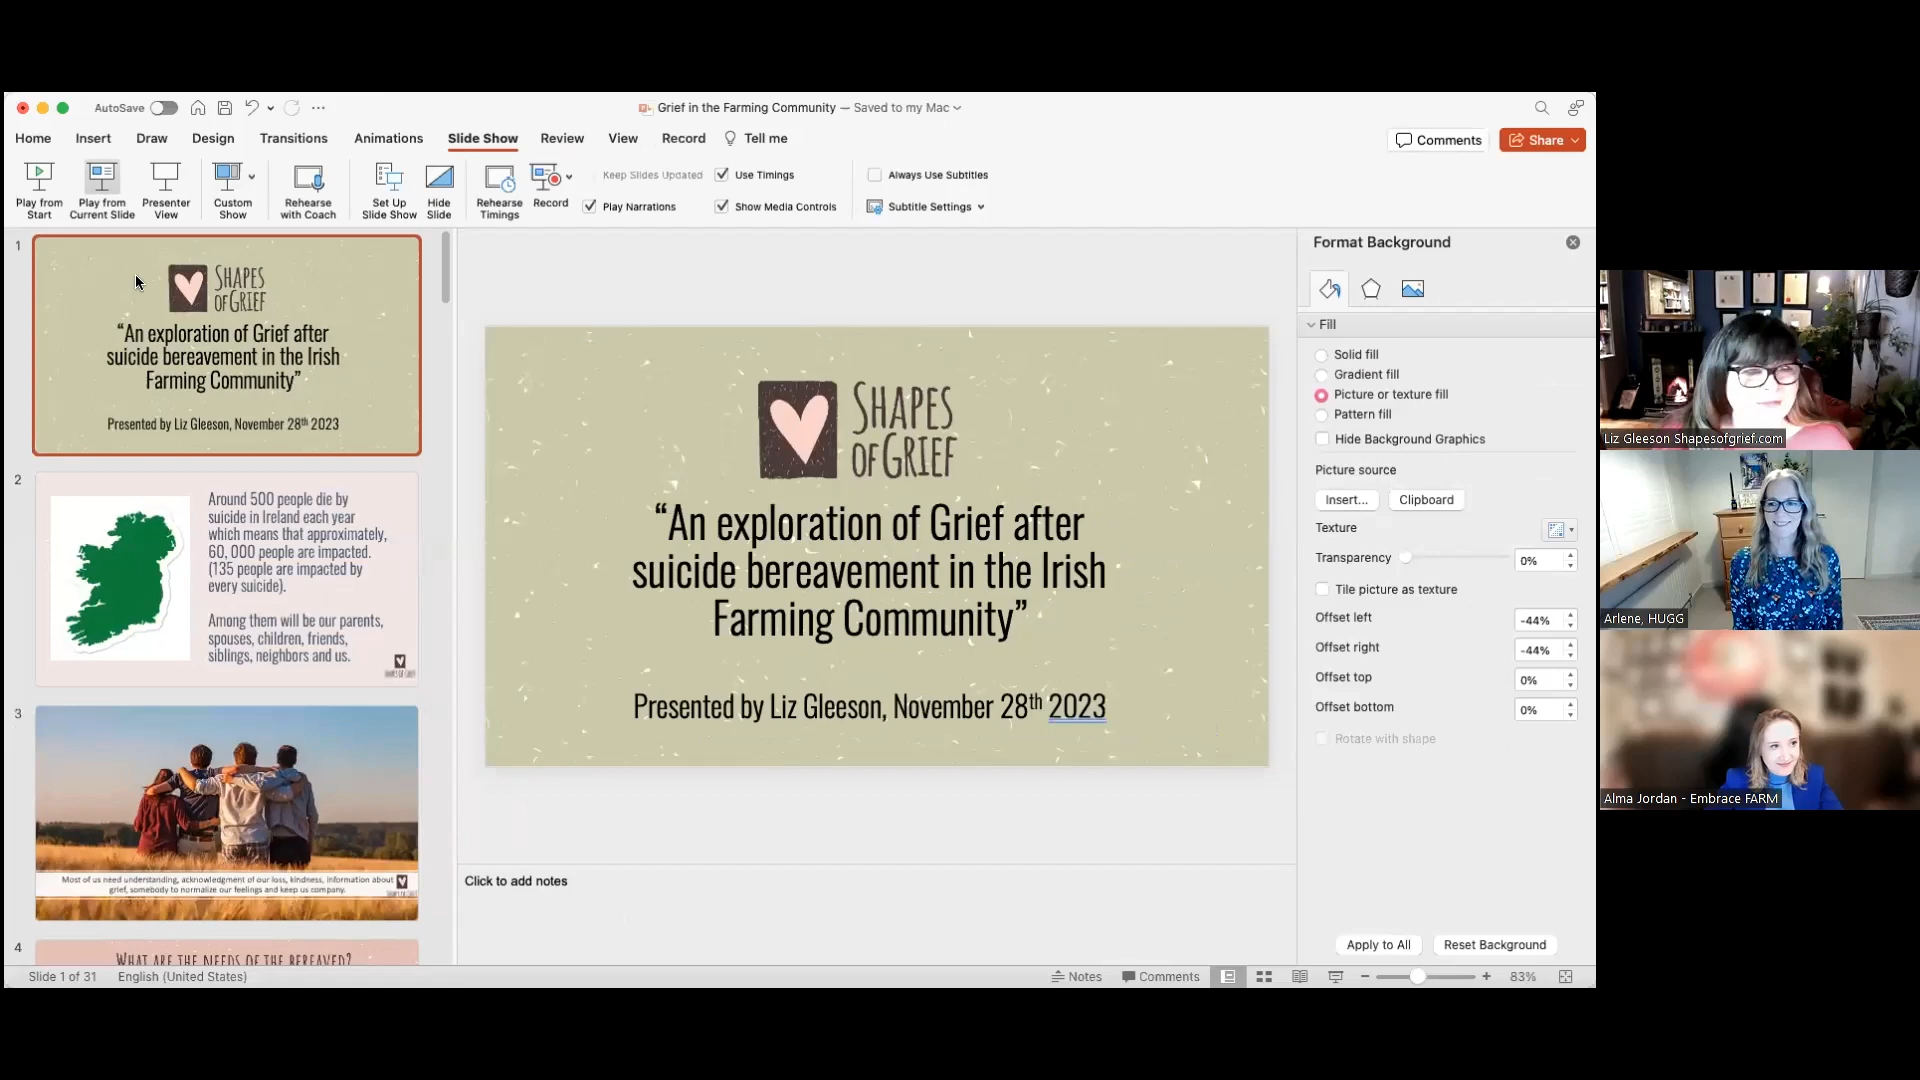 AutoSave
Grief in the Farming Community — Saved to my Mac
Home Insert Draw Design Transitions Animations Slide Show Review View Record Tell me
Comments Share
Play from Start
Play from Current Slide
Presenter View
Custom Show
Rehearse with Coach
Set Up Slide Show
Hide Slide
Rehearse Timings
Record
Keep Slides Updated
Use Timings
Play Narrations
Show Media Controls
Always Use Subtitles
Subtitle Settings
1
SHAPES
OF GRIEF
“An exploration of Grief after
suicide bereavement in the Irish
Farming Community”
Presented by Liz Gleeson, November 28th 2023
2
Around 500 people die by
suicide in Ireland each year
which means that approximately,
60, 000 people are impacted.
(135 people are impacted by
every suicide).
Among them will be our parents,
spouses, children, friends,
siblings, neighbors and us.
SHAPES OF GRIEF
3
Most of us need understanding, acknowledgment of our loss, kindness, information about
grief, somebody to normalize our feelings and keep us company.
4
WHAT ARE THE NEEDS OF THE BEREAVED?
SHAPES
OF GRIEF
“An exploration of Grief after
suicide bereavement in the Irish
Farming Community”
Presented by Liz Gleeson, November 28th 2023
Click to add notes
Format Background
Fill
Solid fill
Gradient fill
Picture or texture fill
Pattern fill
Hide Background Graphics
Picture source
Insert... Clipboard
Texture
Transparency 0%
Tile picture as texture
Offset left -44%
Offset right -44%
Offset top 0%
Offset bottom 0%
Rotate with shape
Apply to All Reset Background
Slide 1 of 31 English (United States)
Notes Comments 83%
Liz Gleeson Shapesofgrief.com
Arlene, HUGG
Alma Jordan - Embrace FARM